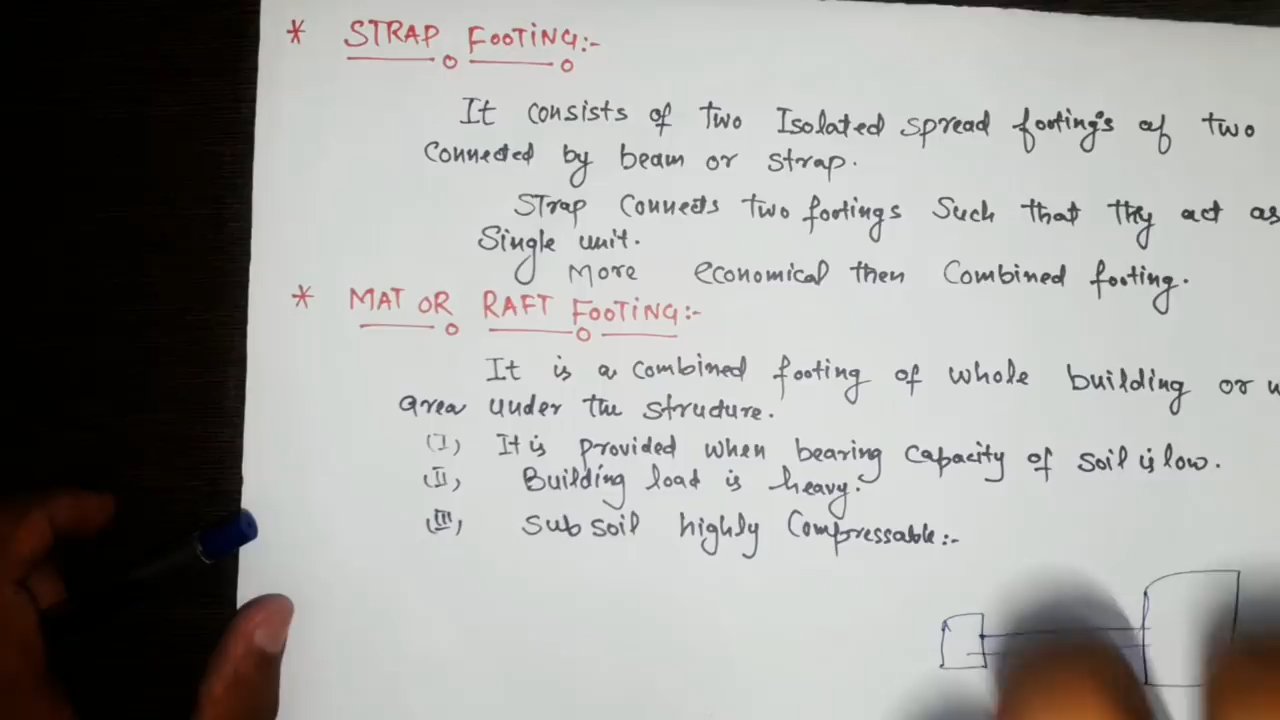 * STRAP FOOTING:-
It consists of two Isolated spread footing's of two
Connected by beam or strap.
Strap Connects two footings Such that thy act as
Single unit.
More economical then Combined footing.
* MAT OR RAFT FOOTING:-
It is a combined footing of whole building or
area under the structure.
(I) It is provided when bearing Capacity of soil is low.
(II) Building load is heavy.
(III) Sub soil highly Compressable:-